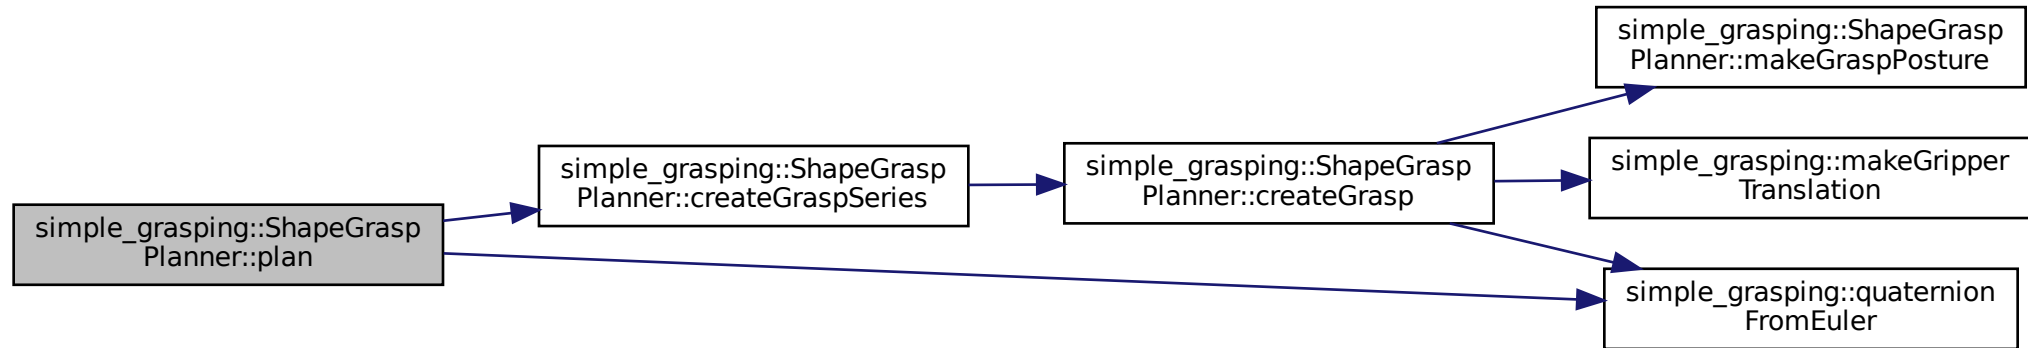 simple_grasping::ShapeGrasp
Planner::plan
simple_grasping::ShapeGrasp
Planner::createGraspSeries
simple_grasping::ShapeGrasp
Planner::createGrasp
simple_grasping::ShapeGrasp
Planner::makeGraspPosture
simple_grasping::makeGripper
Translation
simple_grasping::quaternion
FromEuler